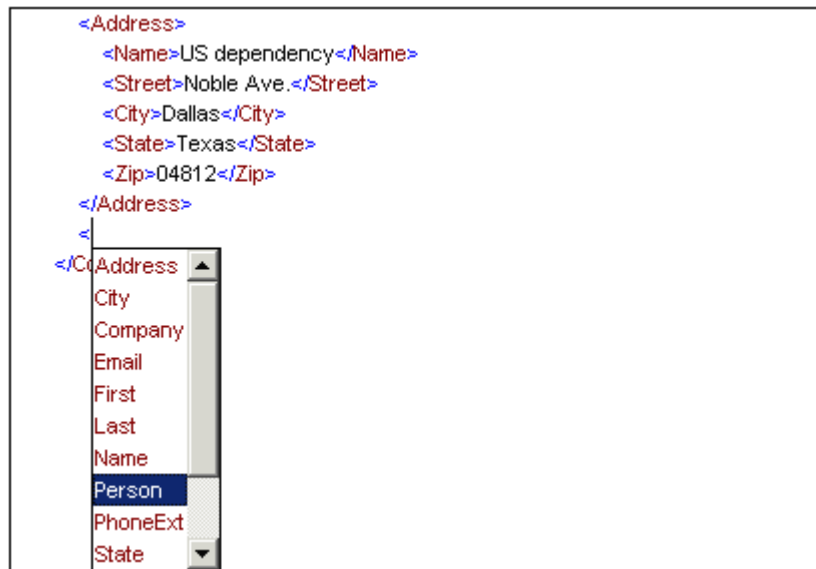 <Address>
<Name>US dependency</Name>
<Street>Noble Ave.</Street>
<City>Dallas</City>
<State>Texas</State>
<Zip>04812</Zip>
</Address>
<
</Co
Address
City
Company
Email
First
Last
Name
Person
PhoneExt
State